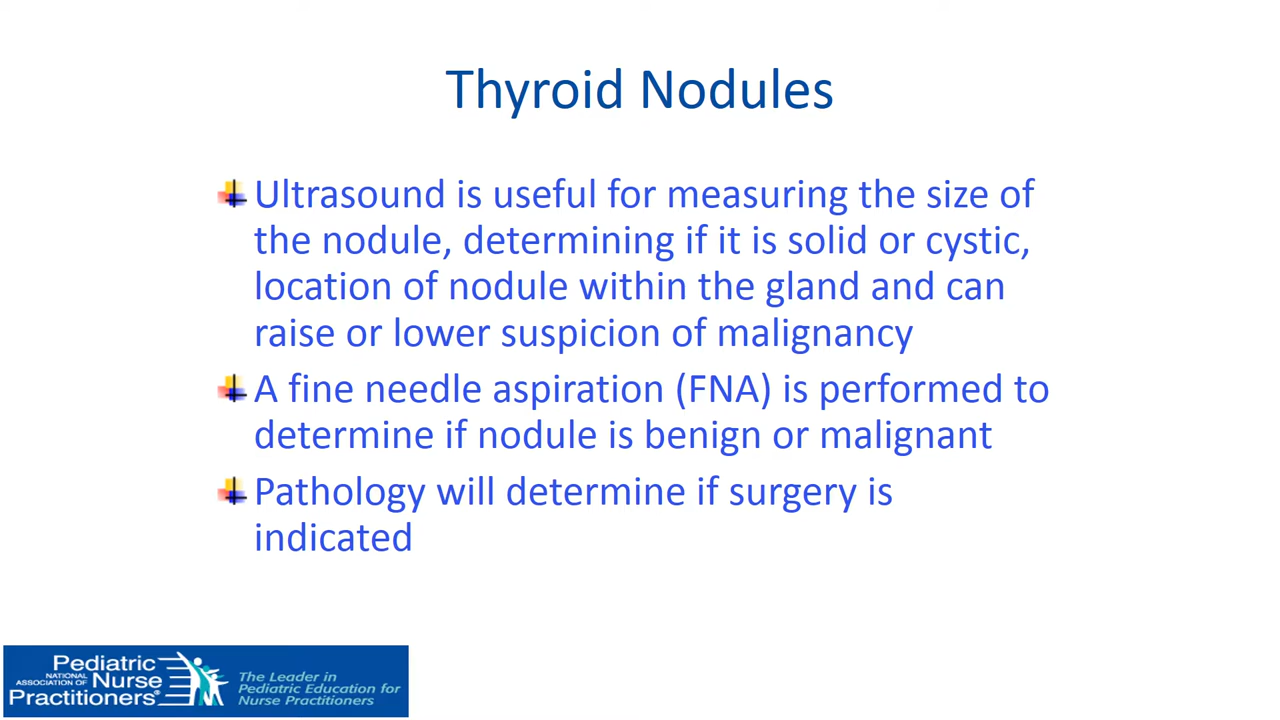 Thyroid Nodules
Ultrasound is useful for measuring the size of
the nodule, determining if it is solid or cystic,
location of nodule within the gland and can
raise or lower suspicion of malignancy
A fine needle aspiration (FNA) is performed to
determine if nodule is benign or malignant
Pathology will determine if surgery is
indicated
Pediatric
NATIONAL
ASSOCIATION OF Nurse
Practitioners®
The Leader in
Pediatric Education for
Nurse Practitioners